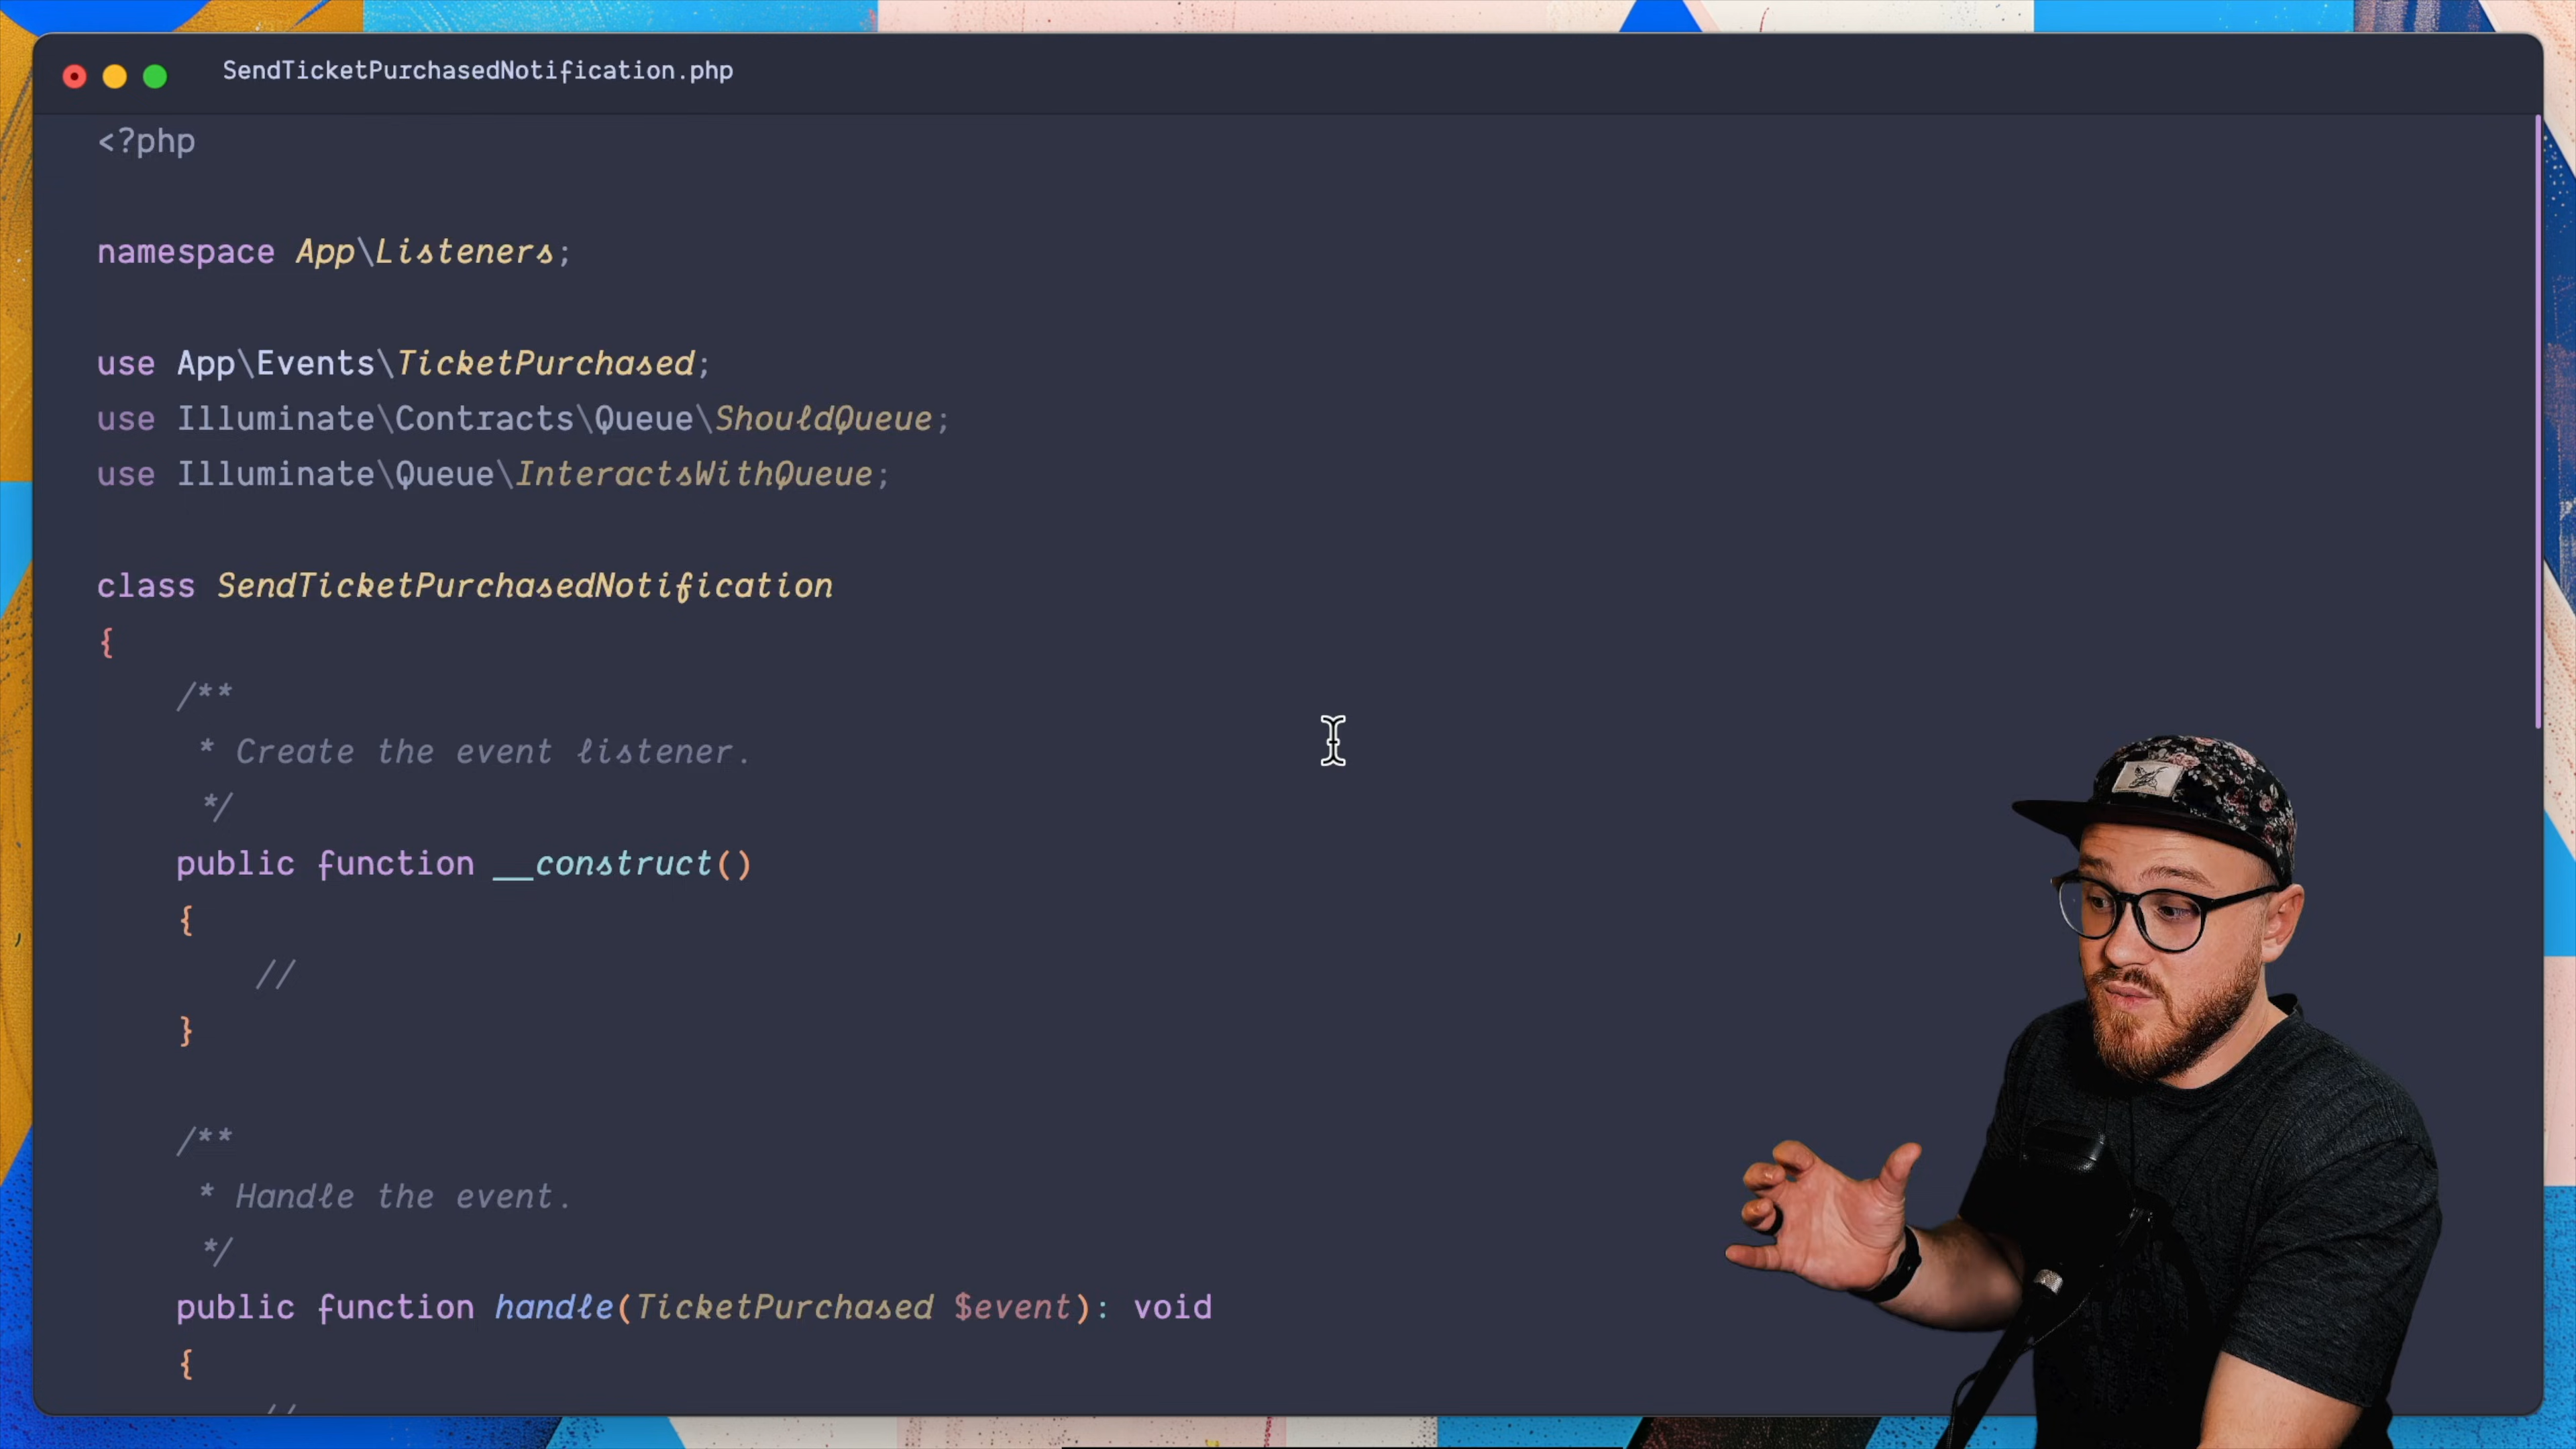 SendTicketPurchasedNotification.php
<?php
namespace App\Listeners;
use App\Events\TicketPurchased;
use Illuminate\Contracts\Queue\ShouldQueue;
use Illuminate\Queue\InteractsWithQueue;
class SendTicketPurchasedNotification
{
/**
* Create the event listener.
*/
public function __construct()
{
//
}
/**
* Handle the event.
*/
public function handle(TicketPurchased $event): void
{
//